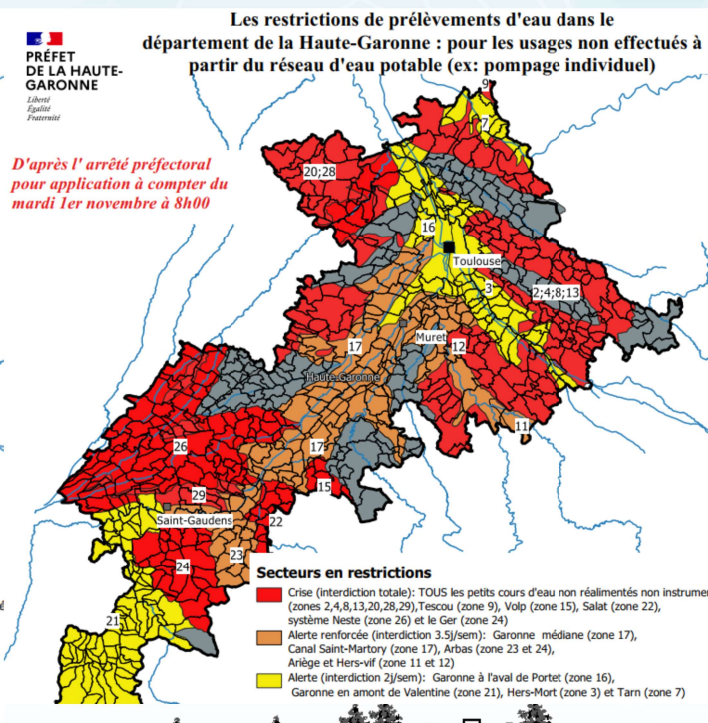 Les restrictions de prélèvements d'eau dans le
département de la Haute-Garonne : pour les usages non effectués à
partir du réseau d'eau potable (ex: pompage individuel)
PRÉFET
DE LA HAUTE-
GARONNE
Liberté
Égalité
Fraternité
D'après l' arrêté préfectoral
pour application à compter du
mardi 1er novembre à 8h00
9
7
20;28
16
Toulouse
3
2;4;8;13
Muret
17
12
Haute-Garonne
11
26
17
15
29
Saint-Gaudens
22
23
24
21
Secteurs en restrictions
Crise (interdiction totale): TOUS les petits cours d'eau non réalimentés non instrumen
(zones 2,4,8,13,20,28,29),Tescou (zone 9), Volp (zone 15), Salat (zone 22),
système Neste (zone 26) et le Ger (zone 24)
Alerte renforcée (interdiction 3.5j/sem): Garonne médiane (zone 17),
Canal Saint-Martory (zone 17), Arbas (zone 23 et 24),
Ariège et Hers-vif (zone 11 et 12)
Alerte (interdiction 2j/sem): Garonne à l'aval de Portet (zone 16),
Garonne en amont de Valentine (zone 21), Hers-Mort (zone 3) et Tarn (zone 7)